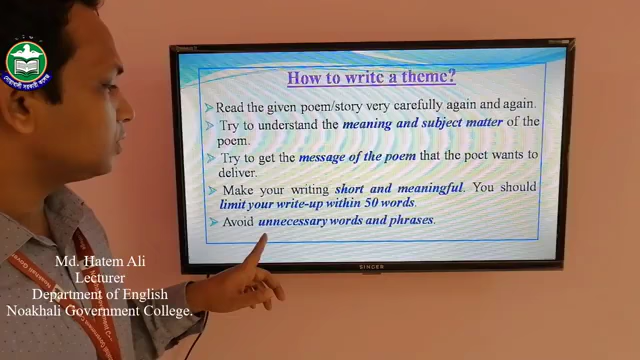 How to write a theme?
Read the given poem/story very carefully again and again.
Try to understand the meaning and subject matter of the
poem.
Try to get the message of the poem that the poet wants to
deliver.
Make your writing short and meaningful. You should
limit your write-up within 50 words.
Avoid unnecessary words and phrases.
SINGER
Md. Hatem Ali
Lecturer
Department of English
Noakhali Government College.